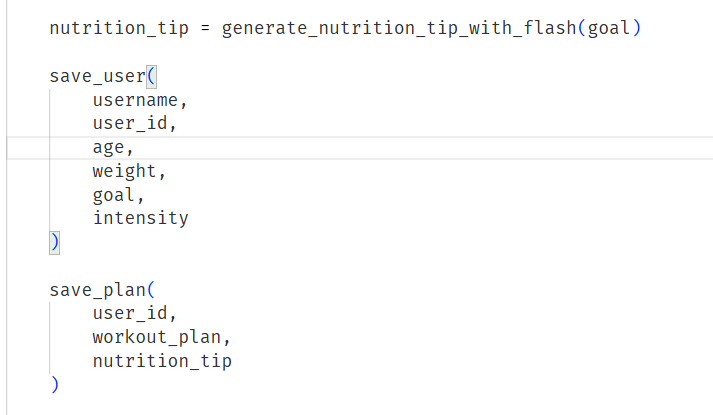 nutrition_tip = generate_nutrition_tip_with_flash(goal)
save_user(
username,
user_id,
age,
weight,
goal,
intensity
)
save_plan(
user_id,
workout_plan,
nutrition_tip
)